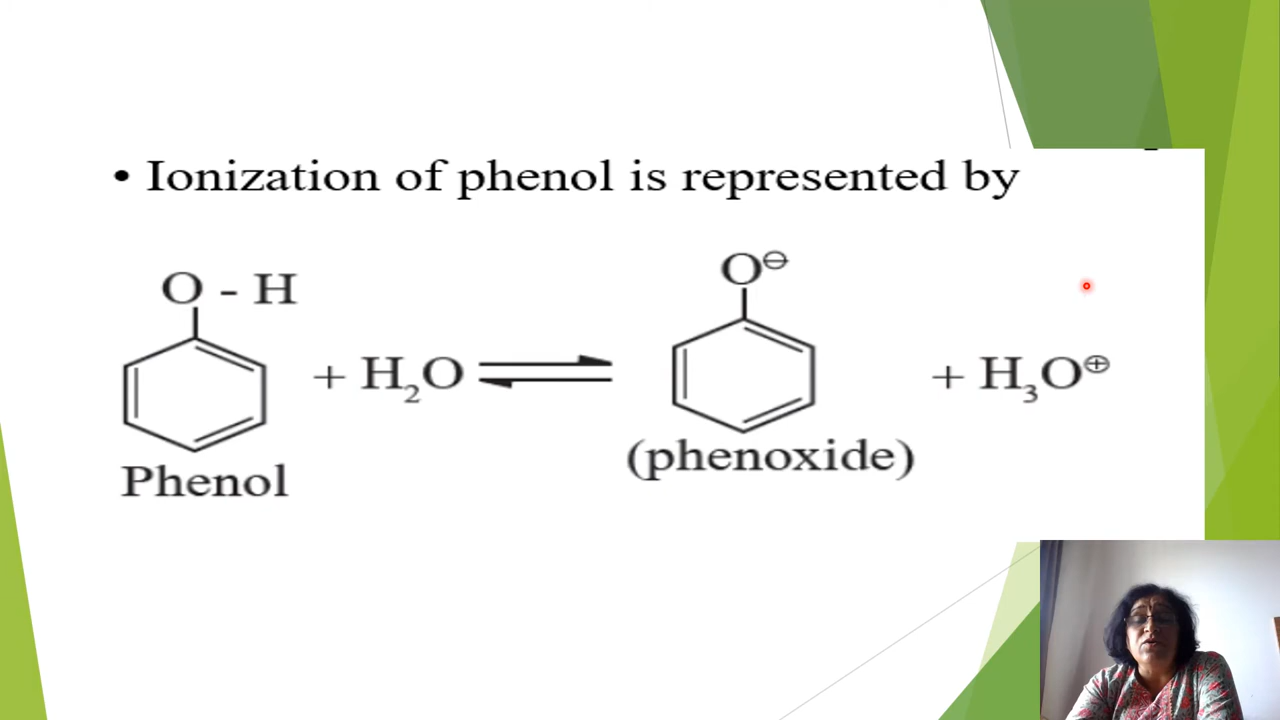 • Ionization of phenol is represented by
O - H
O⊖
+ H₂O ⇌
+ H₃O⊕
Phenol
(phenoxide)